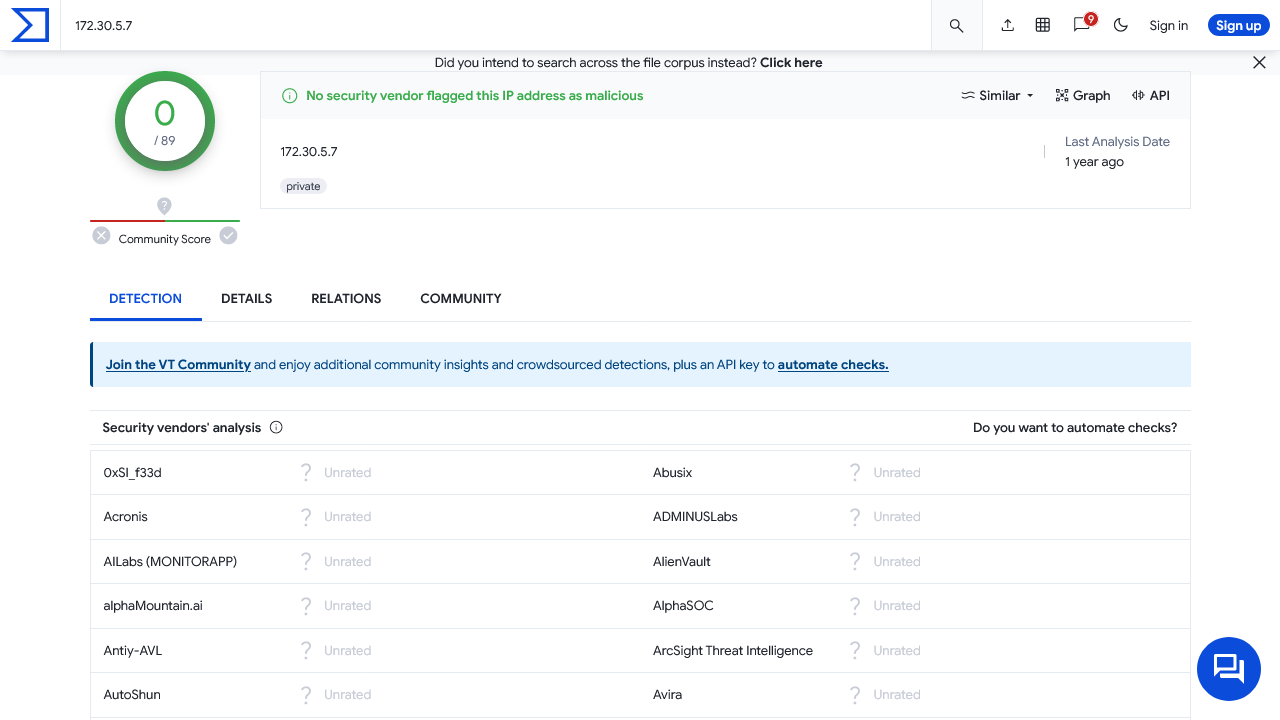 172.30.5.7
9
Sign in
Sign up
Did you intend to search across the file corpus instead? Click here
0
/ 89
No security vendor flagged this IP address as malicious
Similar
Graph
API
172.30.5.7
Last Analysis Date
1 year ago
private
?
Community Score
DETECTION
DETAILS
RELATIONS
COMMUNITY
Join the VT Community and enjoy additional community insights and crowdsourced detections, plus an API key to automate checks.
Security vendors' analysis
Do you want to automate checks?
0xSI_f33d ? Unrated Abusix ? Unrated
Acronis ? Unrated ADMINUSLabs ? Unrated
AILabs (MONITORAPP) ? Unrated AlienVault ? Unrated
alphaMountain.ai ? Unrated AlphaSOC ? Unrated
Antiy-AVL ? Unrated ArcSight Threat Intelligence ? Unrated
AutoShun ? Unrated Avira ? Unrated